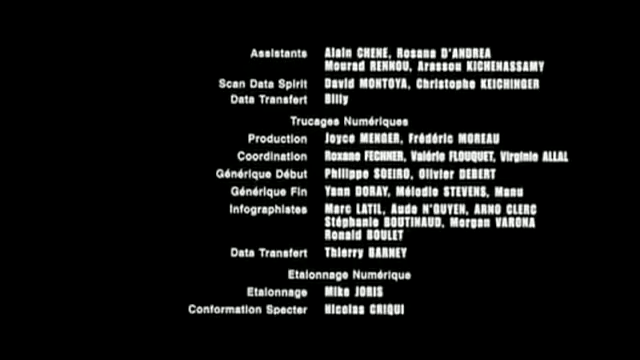 Assistants Alain CHENE, Rosana D'ANDREA
Mourad RENNOU, Arassou KICHENASSAMY
Scan Data Spirit David MONTOYA, Christophe KEICHINGER
Data Transfert Billy
Trucages Numériques
Production Joyce MENGER, Frédéric MOREAU
Coordination Roxane FECHNER, Valérie FLOUQUET, Virginie ALLAL
Générique Début Philippe SOEIRO, Olivier DEBERT
Générique Fin Yann DORAY, Mélodie STEVENS, Manu
Infographistes Marc LATIL, Aude N'GUYEN, ARNO CLERC
Stéphanie BOUTINAUD, Morgan VARONA
Ronald BOULET
Data Transfert Thierry BARNEY
Etalonnage Numérique
Etalonnage Mike JORIS
Conformation Specter Nicolas CRIQUI